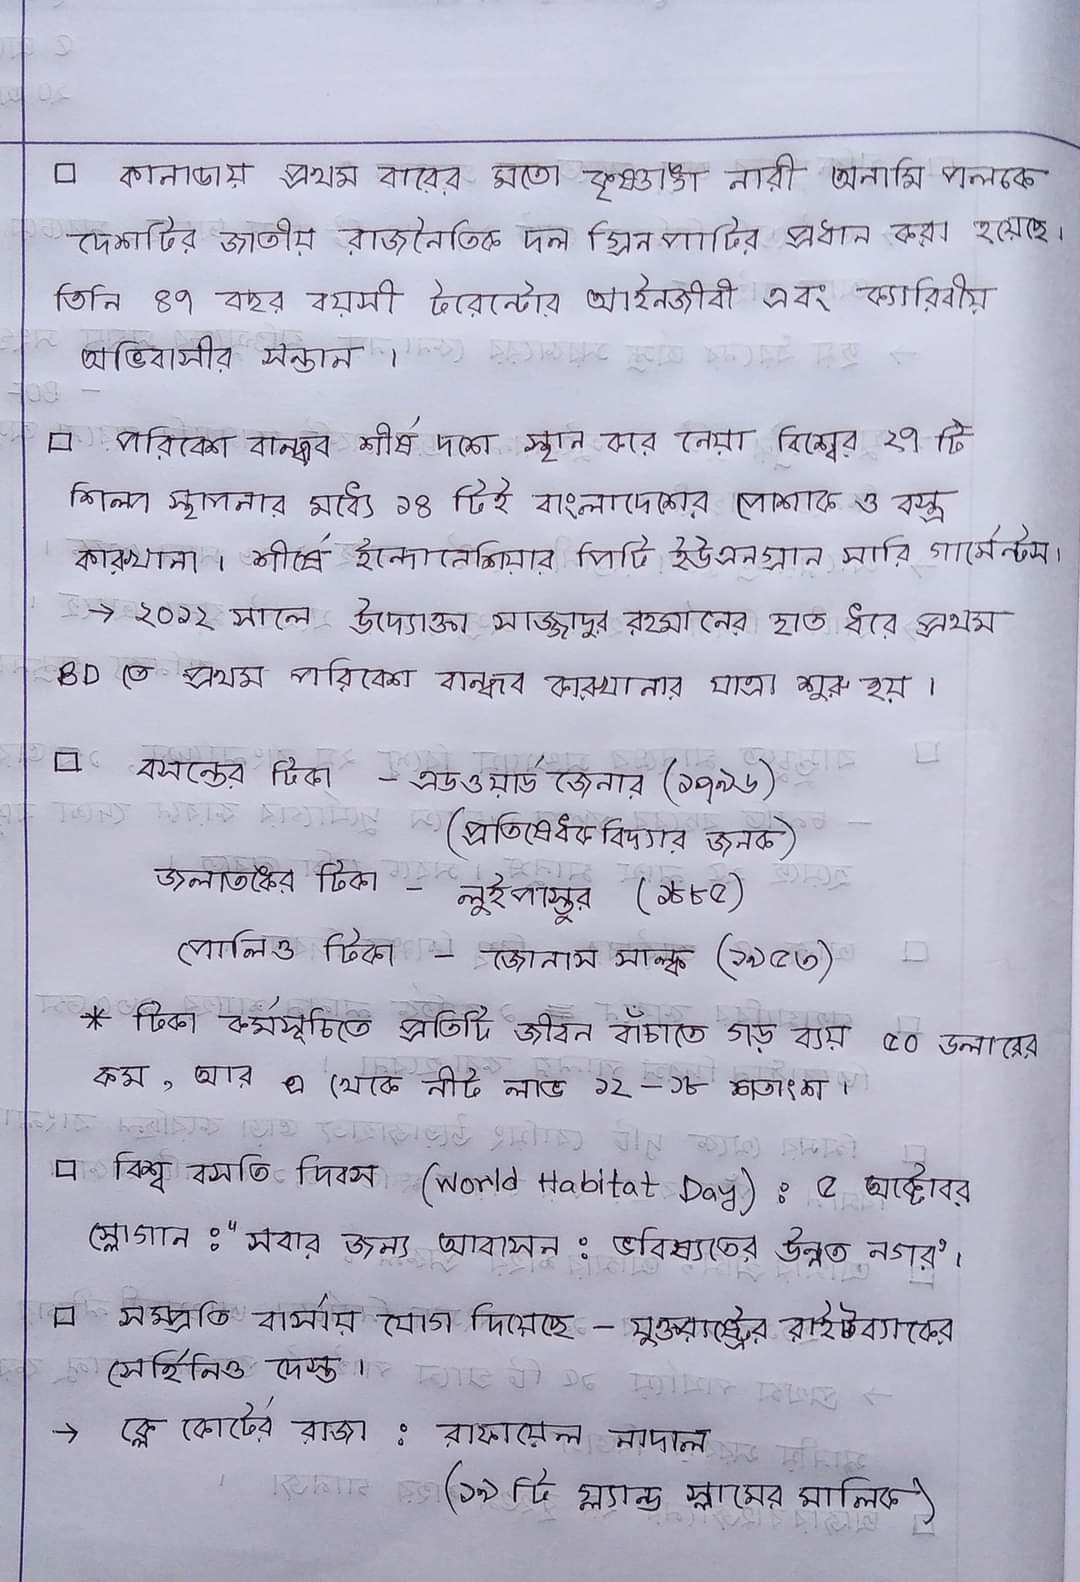 □ কানাডায় প্রথম বারের মতো কৃষ্ণাঙ্গ নারী অনামি পলকে
দেশটির জাতীয় রাজনৈতিক দল গ্রিনপার্টির প্রধান করা হয়েছে।
তিনি ৪৭ বছর বয়সী টরেন্টোর আইনজীবী এবং ক্যারিবীয়
অভিবাসীর সন্তান ।
□ পরিবেশ বান্ধব শীর্ষ দশে স্থান করে নেয়া বিশ্বের ২৭ টি
শিল্প স্থাপনার মধ্যে ১৪ টিই বাংলাদেশের পোশাক ও বস্ত্র
কারখানা । শীর্ষে ইন্দোনেশিয়ার পিটি ইউএনগ্রান সারি গার্মেন্টস।
→ ২০১২ সালে উদ্যোক্তা সাজ্জাদুর রহমানের হাত ধরে প্রথম
BD তে প্রথম পরিবেশ বান্ধব কারখানার যাত্রা শুরু হয় ।
□ বসন্তের টিকা - এডওয়ার্ড জেনার (১৭৯৬)
(প্রতিষেধক বিদ্যার জনক)
জলাতঙ্কের টিকা - লুইপাস্তুর (১৮৮৫)
পোলিও টিকা - জোনাস সাল্ক (১৯৫৩)
* টিকা কর্মসূচিতে প্রতিটি জীবন বাঁচাতে গড় ব্যয় ৫০ ডলারের
কম , আর এ থেকে নীট লাভ ১২ - ১৮ শতাংশ ।
□ বিশ্ব বসতি দিবস (World Habitat Day) : ৫ অক্টোবর
স্লোগান : "সবার জন্য আবাসন : ভবিষ্যতের উন্নত নগর"।
□ সম্প্রতি বার্সায় যোগ দিয়েছে - যুক্তরাষ্ট্রের রাইটব্যাকের
সের্হিনিও দেস্ত ।
→ ক্লে কোর্টের রাজা : রাফায়েল নাদাল
(১৯ টি গ্ল্যান্ড স্লামের মালিক)